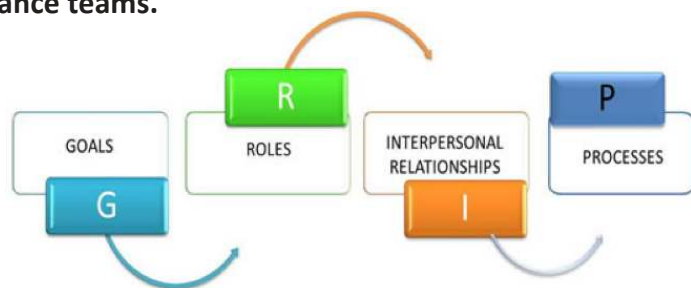 ance teams.
R
P
GOALS
ROLES
INTERPERSONAL
RELATIONSHIPS
PROCESSES
G
I